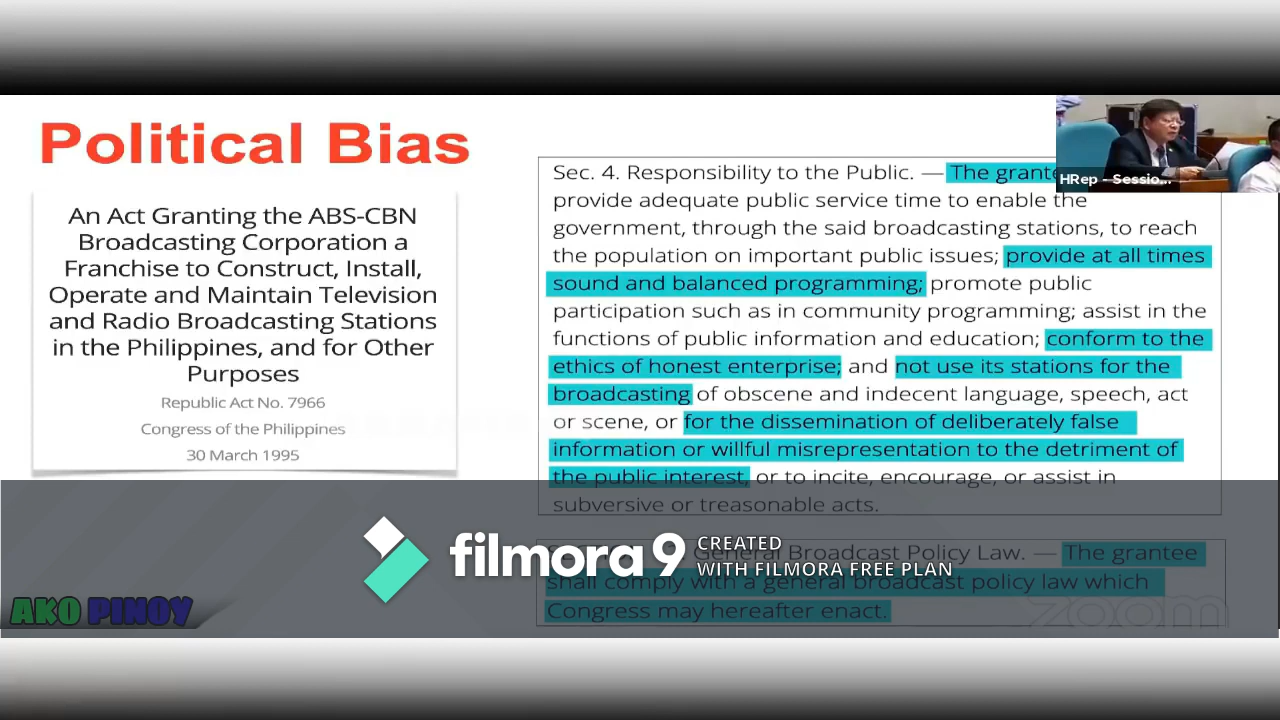 Political Bias
An Act Granting the ABS-CBN
Broadcasting Corporation a
Franchise to Construct, Install,
Operate and Maintain Television
and Radio Broadcasting Stations
in the Philippines, and for Other
Purposes
Republic Act No. 7966
Congress of the Philippines
30 March 1995
HRep - Sessio...
Sec. 4. Responsibility to the Public. — The
provide adequate public service time to enable the
government, through the said broadcasting stations, to reach
the population on important public issues; provide at all times
sound and balanced programming; promote public
participation such as in community programming; assist in the
functions of public information and education; conform to the
ethics of honest enterprise; and not use its stations for the
broadcasting of obscene and indecent language, speech, act
or scene, or for the dissemination of deliberately false
information or willful misrepresentation to the detriment of
the public interest, or to incite, encourage, or assist in
subversive or treasonable acts.
General Broadcast Policy Law. — The grantee
shall comply with a general broadcast policy law which
Congress may hereafter enact.
filmora9
CREATED
WITH FILMORA FREE PLAN
AKO PINOY
zoom